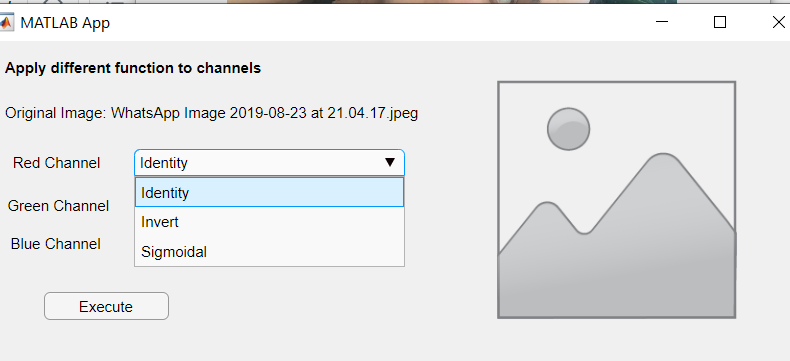 MATLAB App
Apply different function to channels
Original Image: WhatsApp Image 2019-08-23 at 21.04.17.jpeg
Red Channel Identity
Identity
Green Channel
Invert
Blue Channel
Sigmoidal
Execute